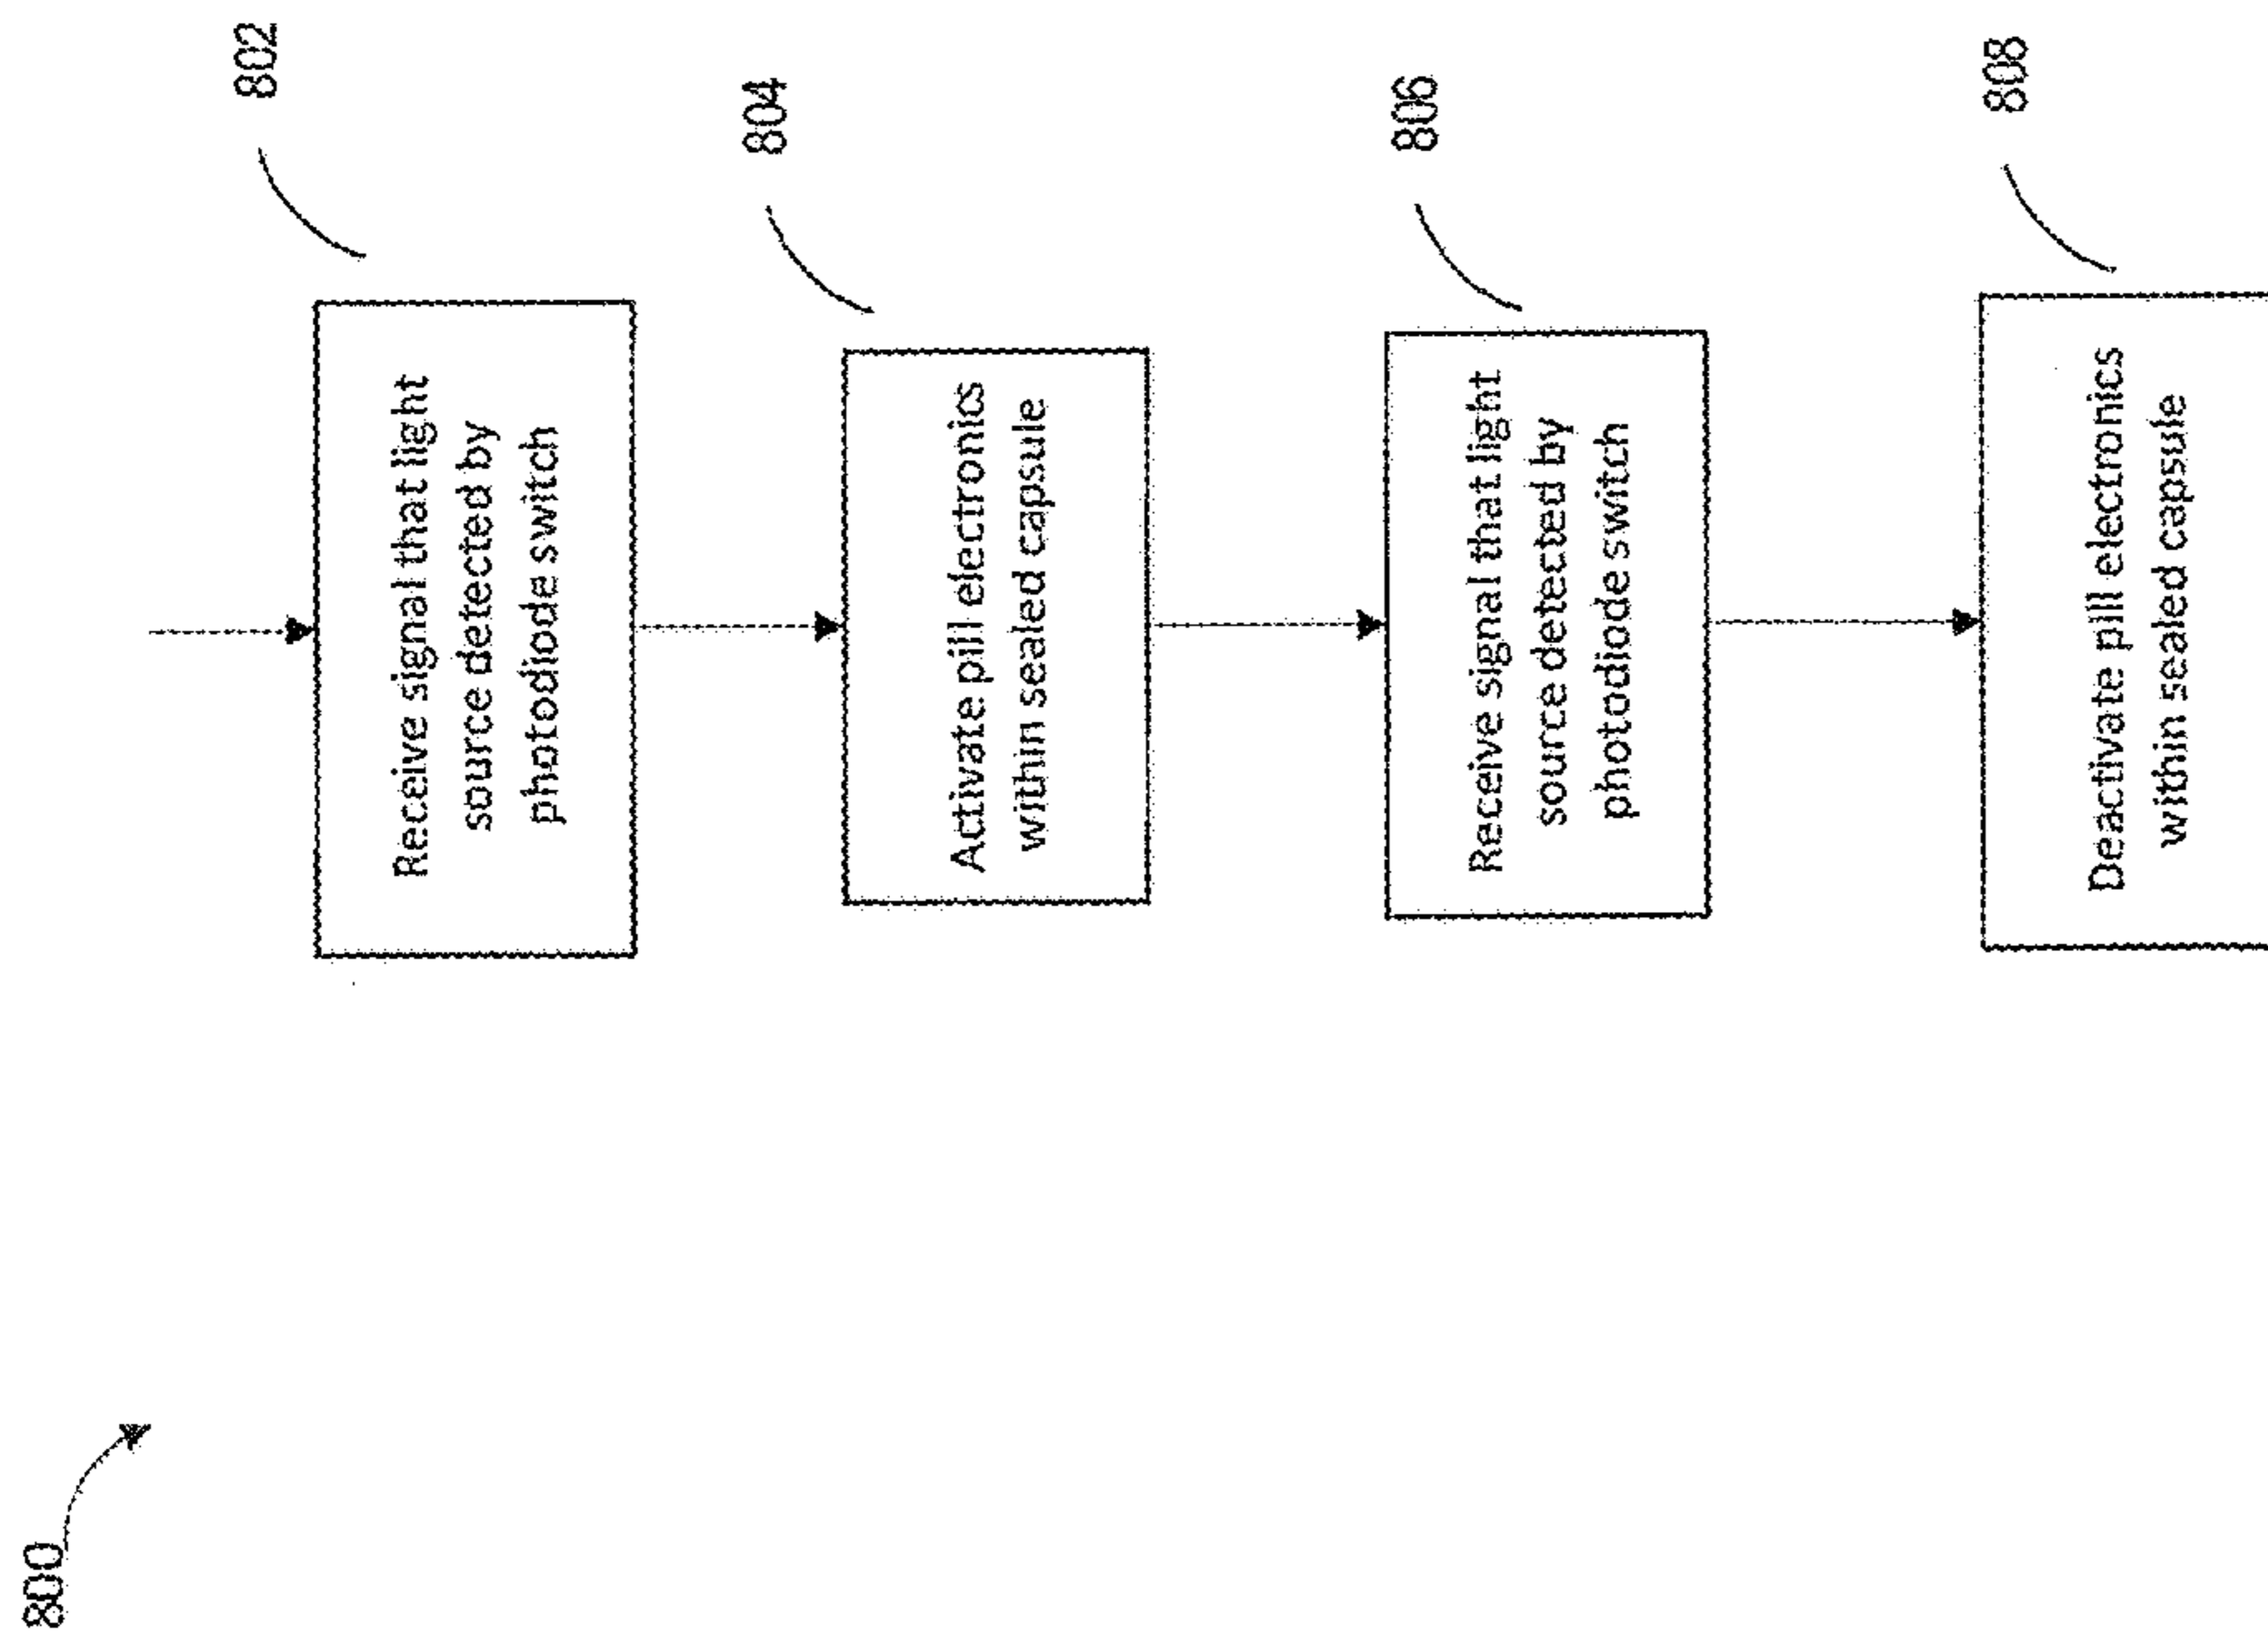 800
802
Receive signal that light
source detected by
photodiode switch
804
Activate pill electronics
within sealed capsule
806
Receive signal that light
source detected by
photodiode switch
808
Deactivate pill electronics
within sealed capsule